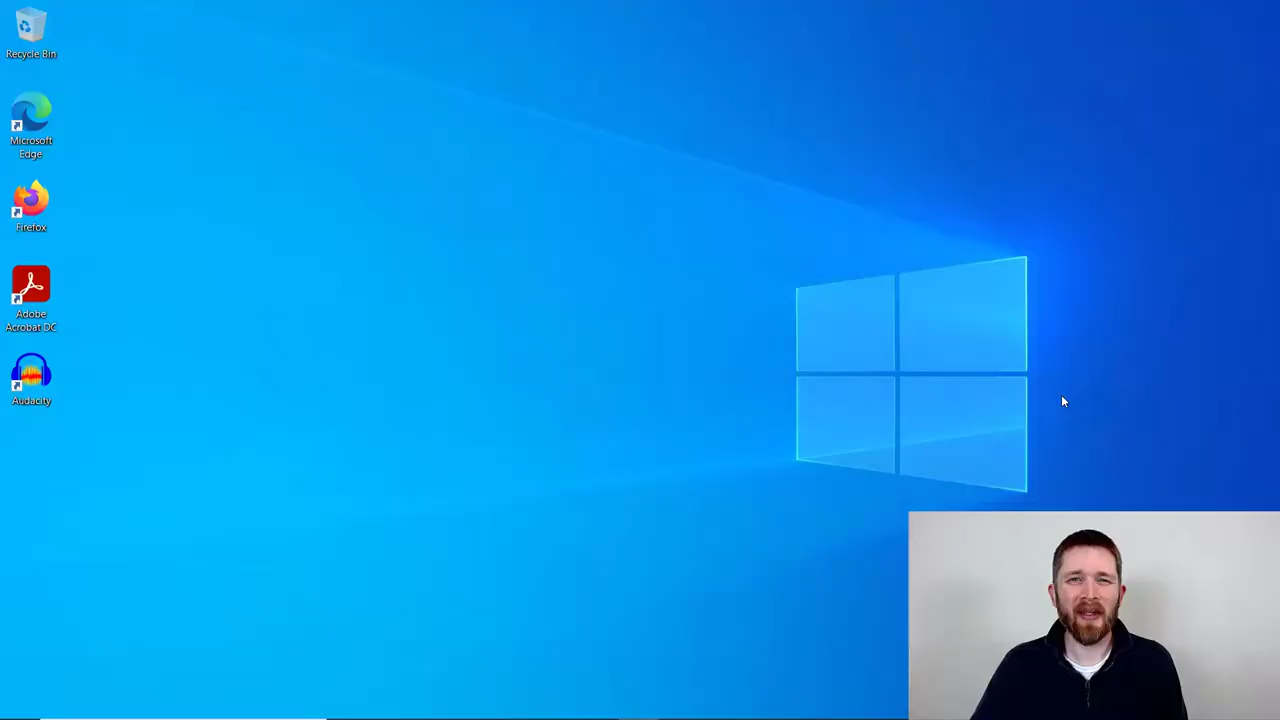 Recycle Bin
Microsoft
Edge
Firefox
Adobe
Acrobat DC
Audacity